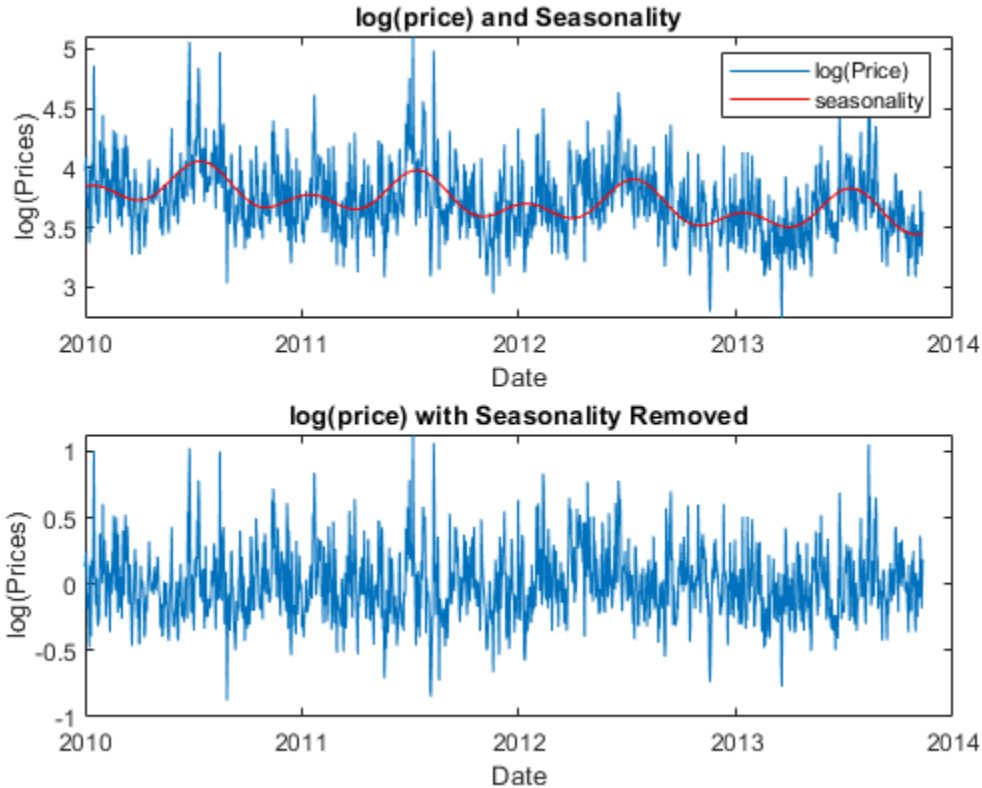 log(price) and Seasonality
log(Prices)
5
4.5
4
3.5
3
log(Price)
seasonality
2010 2011 2012 2013 2014
Date
log(price) with Seasonality Removed
log(Prices)
1
0.5
0
-0.5
-1
2010 2011 2012 2013 2014
Date